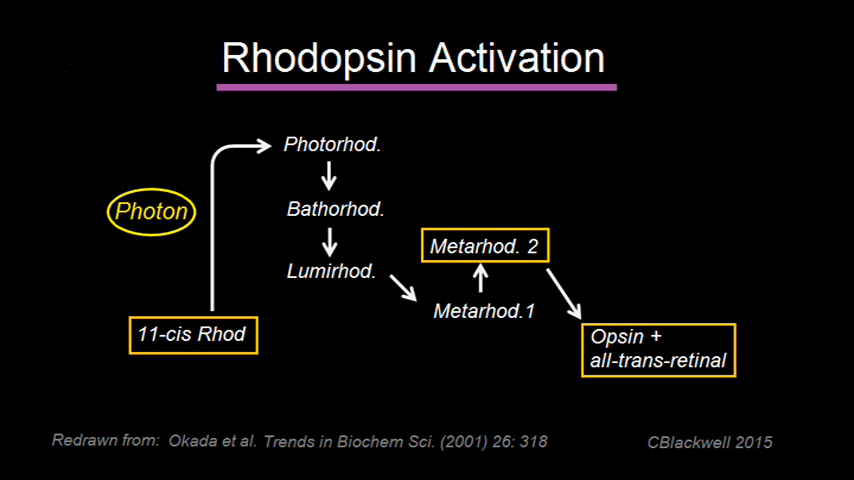 Rhodopsin Activation
Photorhod.
Photon
Bathorhod.
Lumirhod.
Metarhod. 2
Metarhod.1
11-cis Rhod
Opsin +
all-trans-retinal
Redrawn from: Okada et al. Trends in Biochem Sci. (2001) 26: 318
CBlackwell 2015